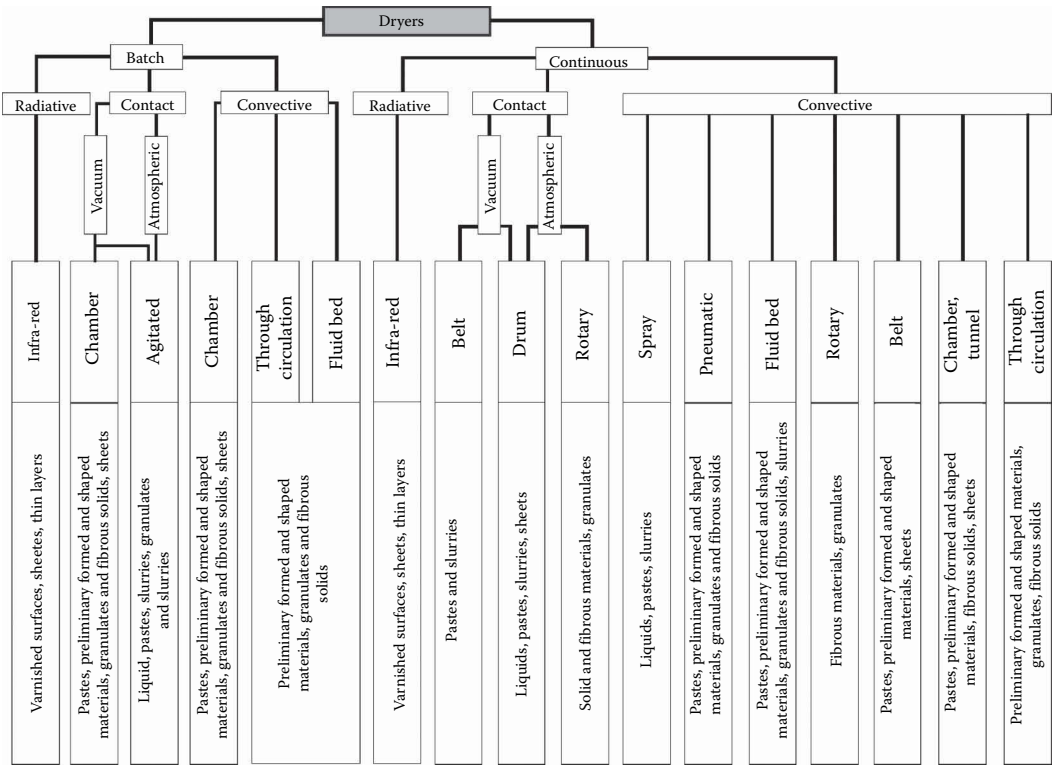 Dryers
Batch
Continuous
Radiative
Contact
Convective
Radiative
Contact
Convective
Vacuum
Atmospheric
Vacuum
Atmospheric
Infra-red
Chamber
Agitated
Chamber
Through
circulation
Fluid bed
Infra-red
Belt
Drum
Rotary
Spray
Pneumatic
Fluid bed
Rotary
Belt
Chamber,
tunnel
Through
circulation
Varnished surfaces, sheetes, thin layers
Pastes, preliminary formed and shaped
materials, granulates and fibrous solids, sheets
Liquid, pastes, slurries, granulates
and slurries
Pastes, preliminary formed and shaped
materials, granulates and fibrous solids, sheets
Preliminary formed and shaped
materials, granulates and fibrous
solids
Varnished surfaces, sheets, thin layers
Pastes and slurries
Liquids, pastes, slurries, sheets
Solid and fibrous materials, granulates
Liquids, pastes, slurries
Pastes, preliminary formed and shaped
materials, granulates and fibrous solids
Pastes, preliminary formed and shaped
materials, granulates and fibrous solids, slurries
Fibrous materials, granulates
Pastes, preliminary formed and shaped
materials, sheets
Pastes, preliminary formed and shaped
materials, fibrous solids, sheets
Preliminary formed and shaped materials,
granulates, fibrous solids